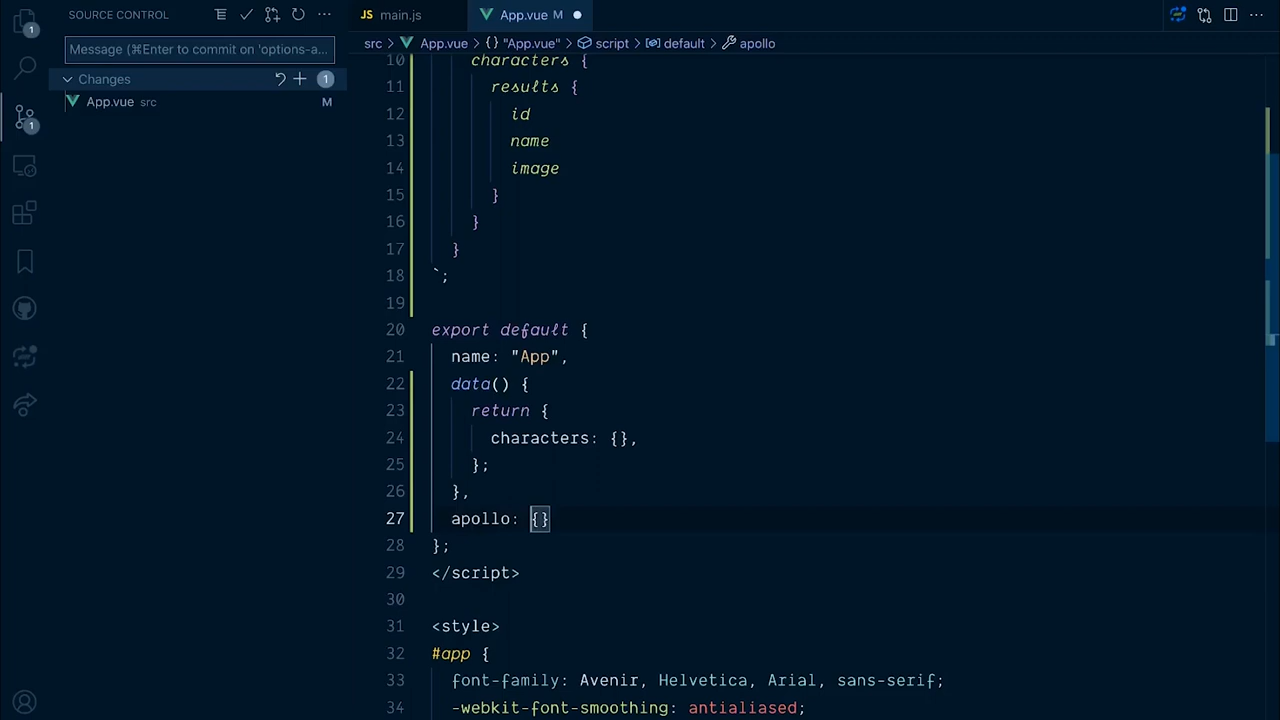 SOURCE CONTROL
Message (⌘Enter to commit on 'options-a...
Changes 1
App.vue src M
1
1
JS main.js
App.vue M
src > App.vue > {} "App.vue" > script > default > apollo
10 characters {
11 results {
12 id
13 name
14 image
15 }
16 }
17 }
18 `;
19
20 export default {
21 name: "App",
22 data() {
23 return {
24 characters: {},
25 };
26 },
27 apollo: {}
28 };
29 </script>
30
31 <style>
32 #app {
33 font-family: Avenir, Helvetica, Arial, sans-serif;
34 -webkit-font-smoothing: antialiased;